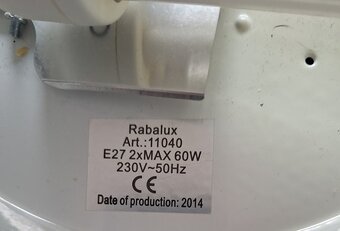 Rabalux
Art.:11040
E27 2xMAX 60W
230V~50Hz
CE
Date of production: 2014